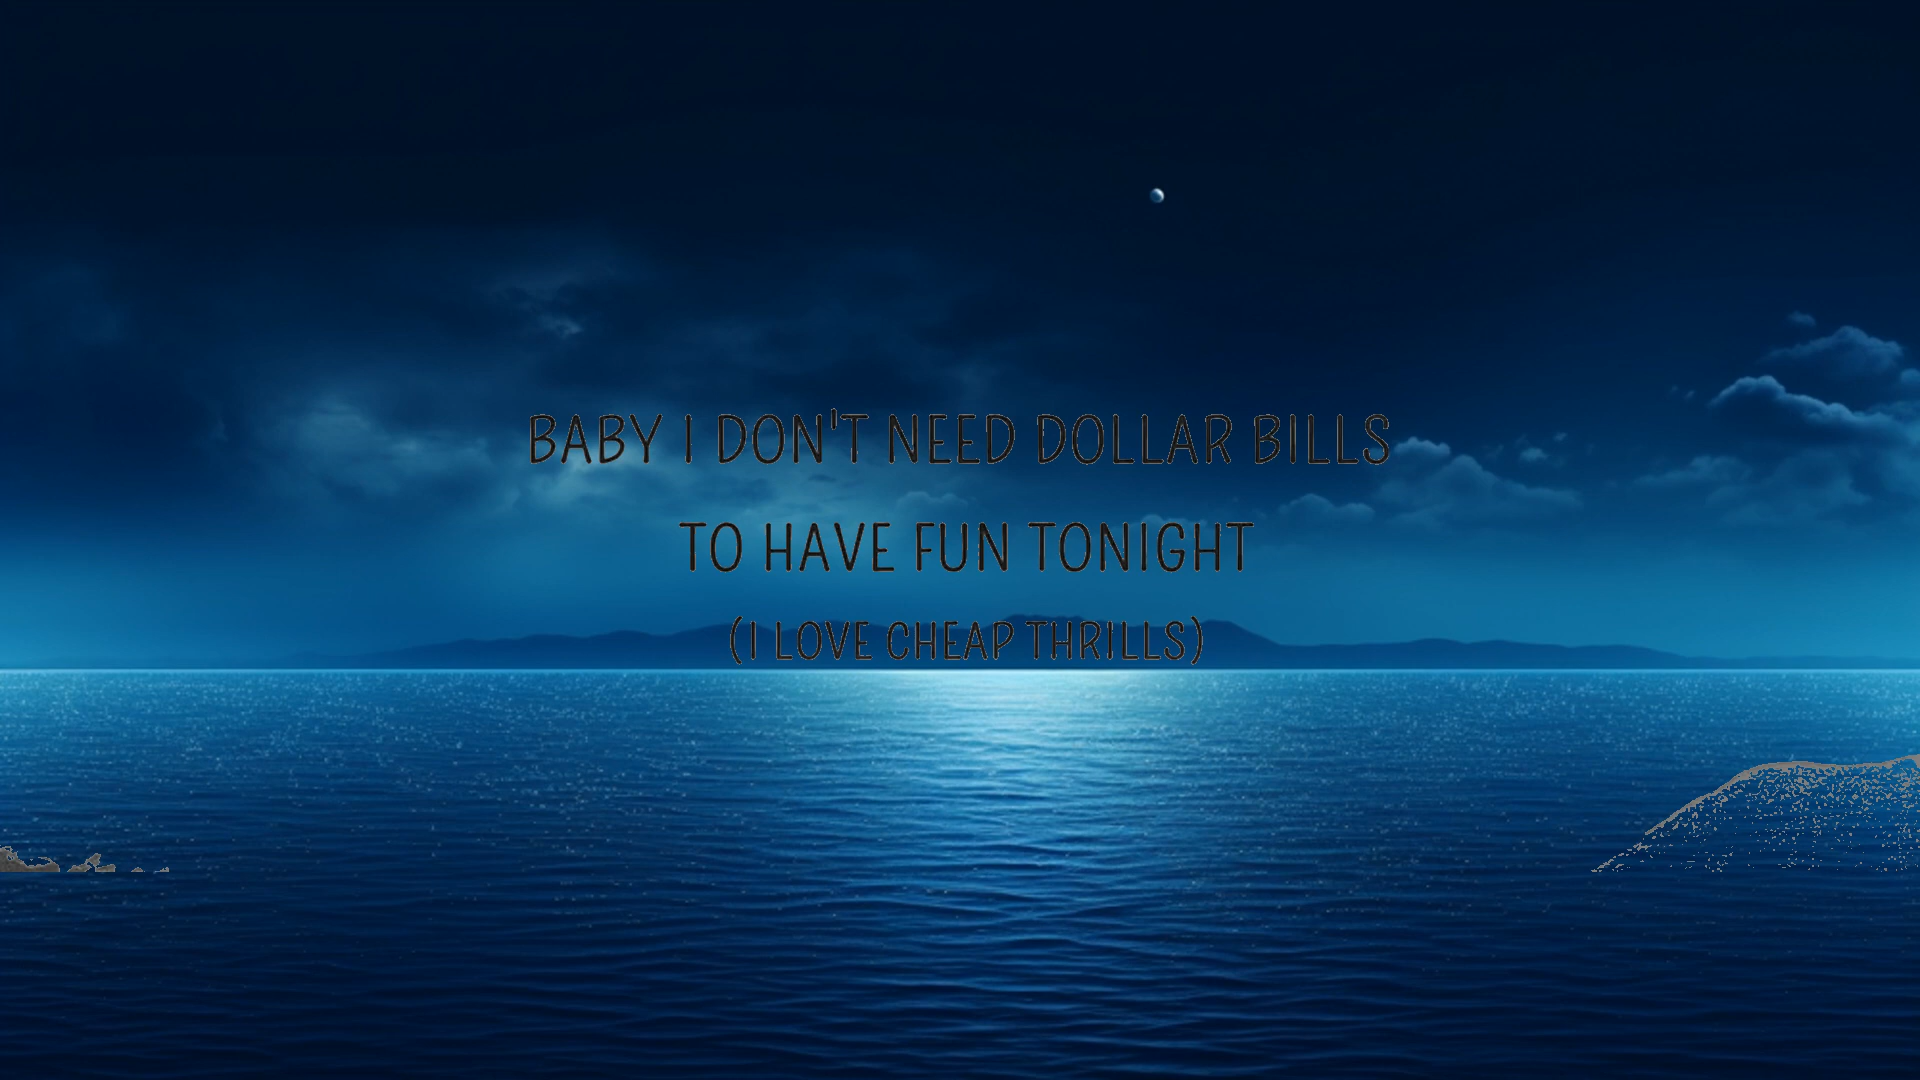 BABY I DON'T NEED DOLLAR BILLS
TO HAVE FUN TONIGHT
(I LOVE CHEAP THRILLS)